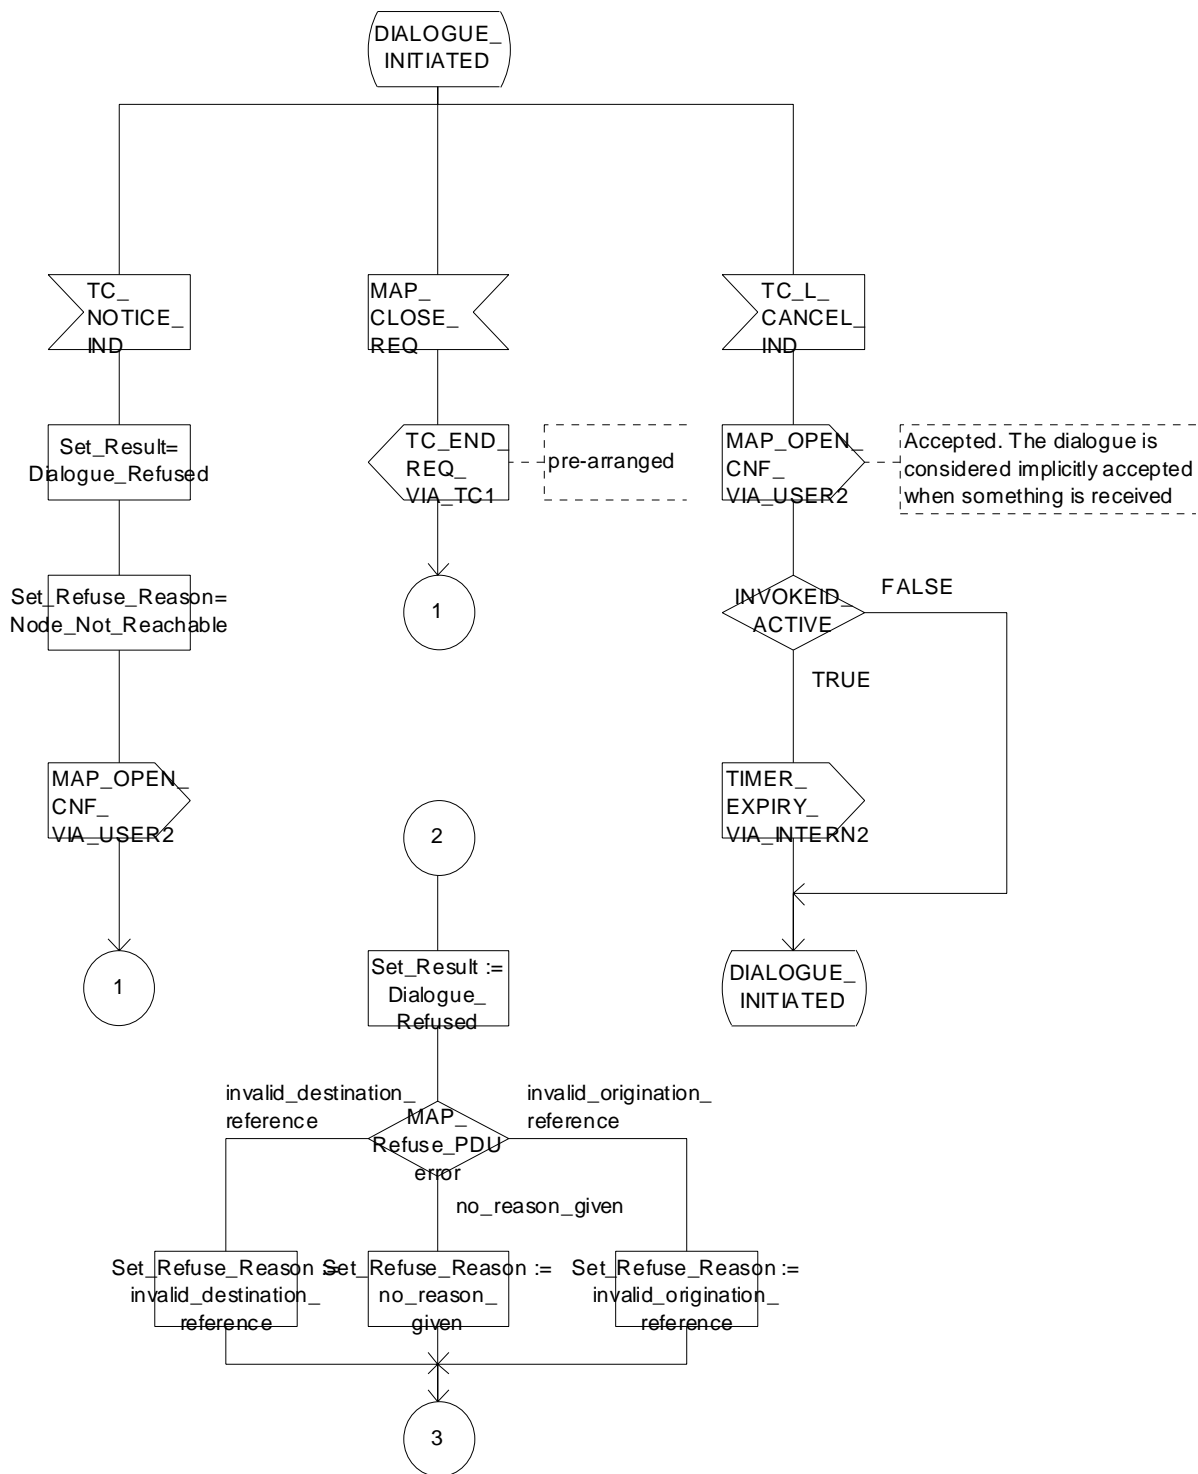 DIALOGUE_
INITIATED
TC_
NOTICE_
IND
MAP_
CLOSE_
REQ
TC_L_
CANCEL_
IND
Set_Result=
Dialogue_Refused
TC_END_
REQ_
VIA_TC1
pre-arranged
MAP_OPEN_
CNF_
VIA_USER2
Accepted. The dialogue is
considered implicitly accepted
when something is received
Set_Refuse_Reason=
Node_Not_Reachable
1
INVOKEID_
ACTIVE
FALSE
TRUE
MAP_OPEN_
CNF_
VIA_USER2
2
TIMER_
EXPIRY_
VIA_INTERN2
1
Set_Result :=
Dialogue_
Refused
DIALOGUE_
INITIATED
invalid_destination_
reference
MAP_
Refuse_PDU
error
invalid_origination_
reference
no_reason_given
Set_Refuse_Reason :=
invalid_destination_
reference
Set_Refuse_Reason :=
no_reason_
given
Set_Refuse_Reason :=
invalid_origination_
reference
3